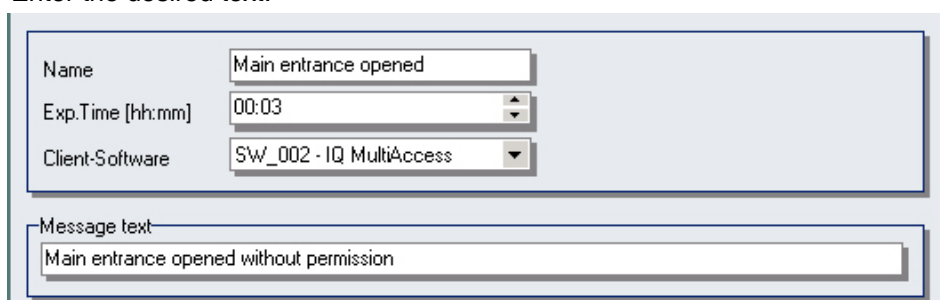 Enter the desired text.
Name Main entrance opened
Exp.Time [hh:mm] 00:03
Client-Software SW_002 - IQ MultiAccess
Message text
Main entrance opened without permission